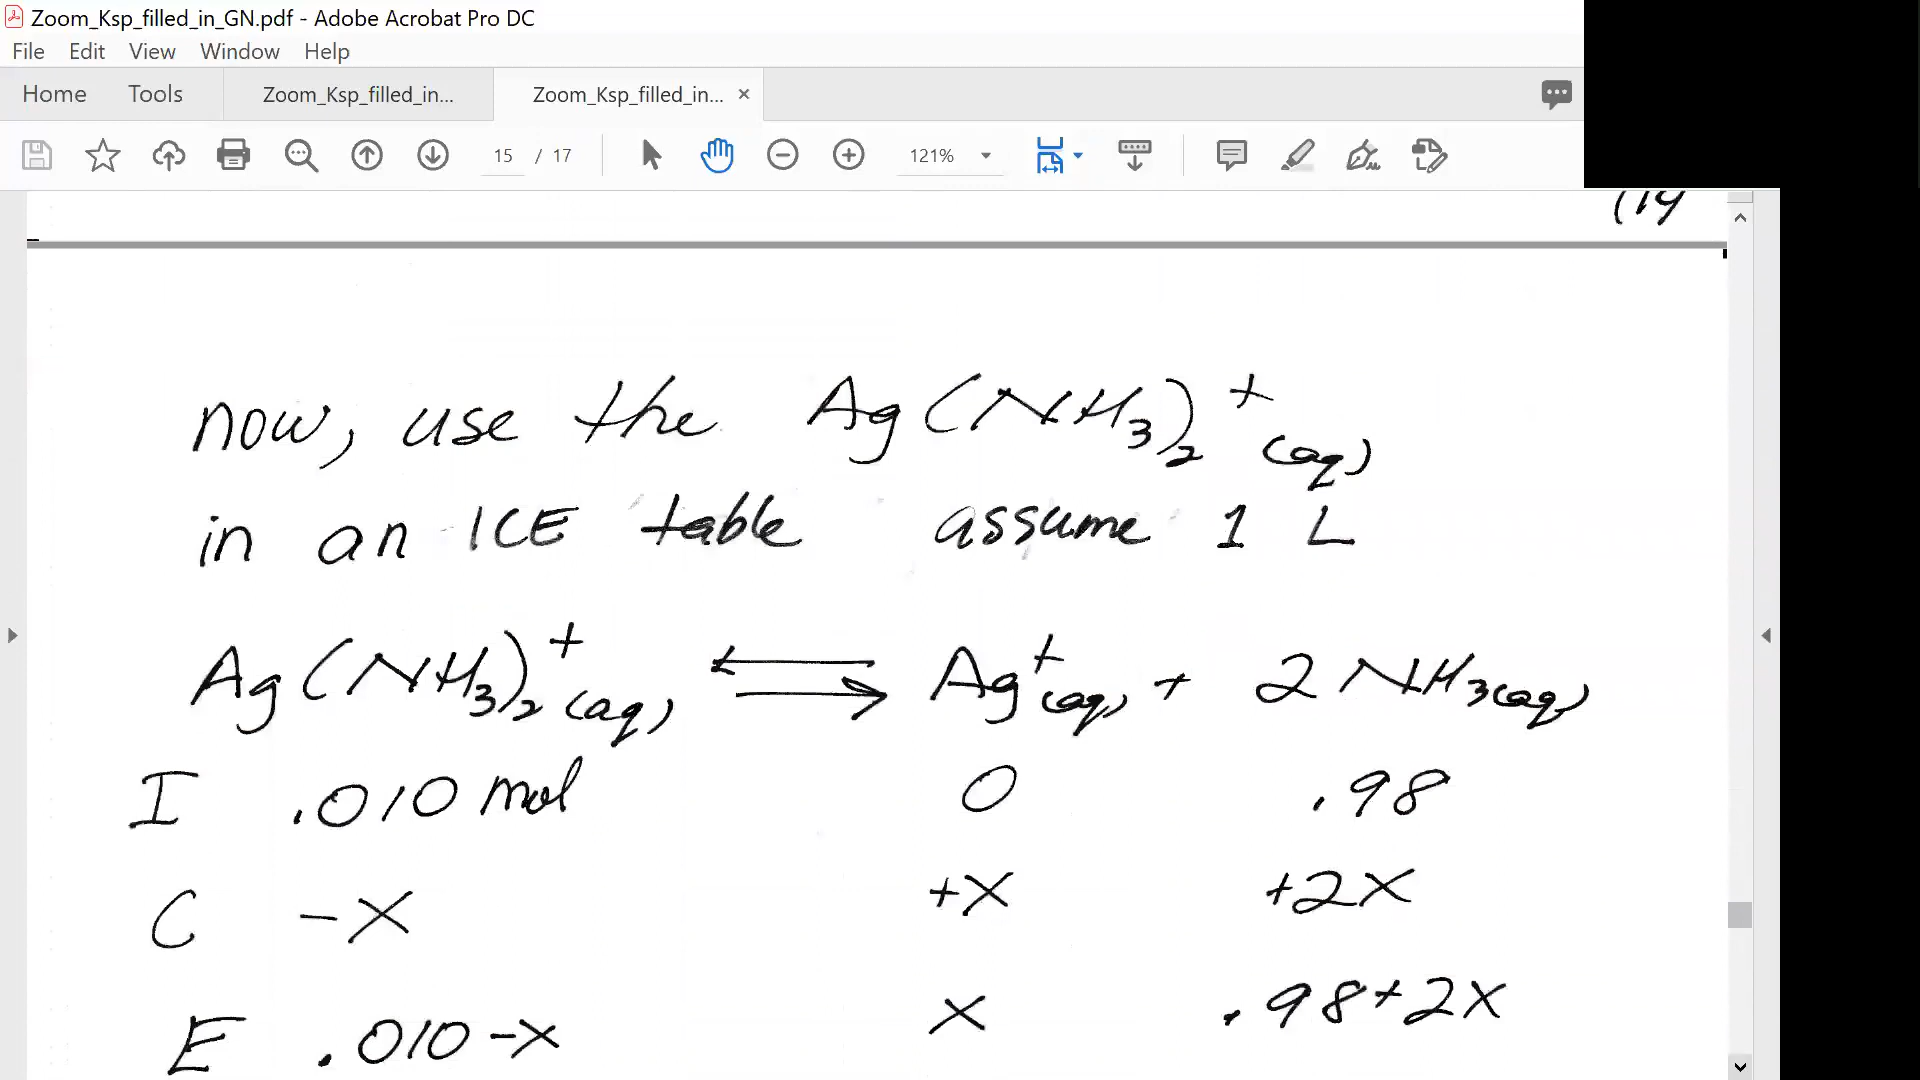 Zoom_Ksp_filled_in_GN.pdf - Adobe Acrobat Pro DC
File Edit View Window Help
Home Tools Zoom_Ksp_filled_in... Zoom_Ksp_filled_in... ×
15 / 17 121%
(14
now, use the Ag(NH₃)₂⁺(aq)
in an ICE table assume 1 L
Ag(NH₃)₂⁺(aq) ⇌ Ag⁺(aq) + 2 NH₃(aq)
I .010 mol 0 .98
C -X +X +2X
E .010-X X .98+2X